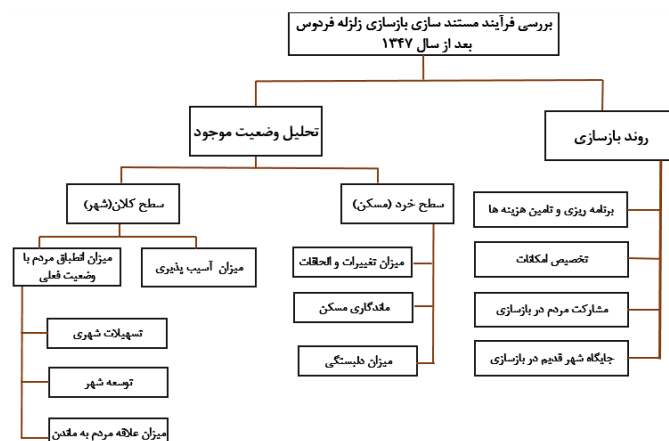 بررسی فرآیند مستند سازی بازسازی زلزله فردوس
بعد از سال ۱۳۴۷
روند بازسازی
برنامه ریزی و تامین هزینه ها
تخصیص امکانات
مشارکت مردم در بازسازی
جایگاه شهر قدیم در بازسازی
تحلیل وضعیت موجود
سطح خرد (مسکن)
میزان تغییرات و الحاقات
ماندگاری مسکن
میزان دلبستگی
سطح کلان(شهر)
میزان آسیب پذیری
میزان انطباق مردم با
وضعیت فعلی
تسهیلات شهری
توسعه شهر
میزان علاقه مردم به ماندن